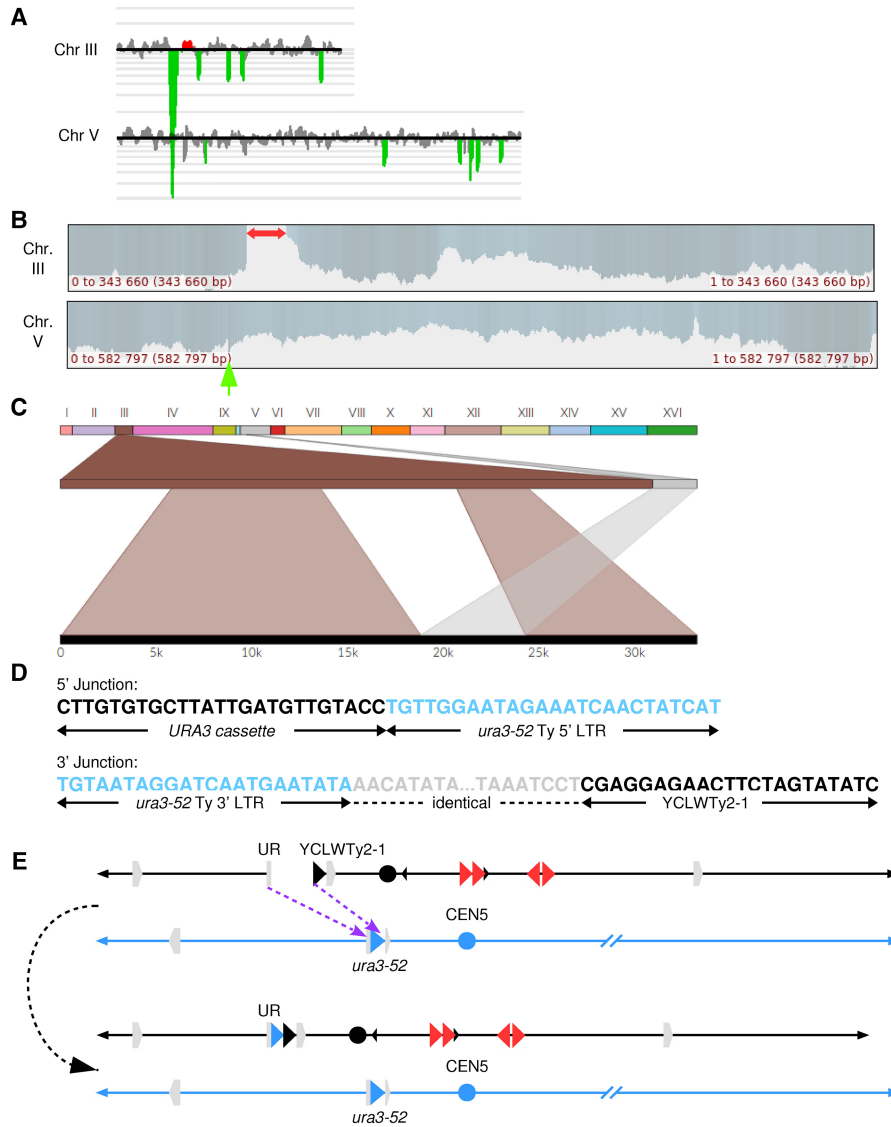 A
Chr III
Chr V
B
Chr. III
0 to 343 660 (343 660 bp)
1 to 343 660 (343 660 bp)
Chr. V
0 to 582 797 (582 797 bp)
1 to 582 797 (582 797 bp)
C
I II III IV IX V VI VII VIII X XI XII XIII XIV XV XVI
0 5k 10k 15k 20k 25k 30k
D
5’ Junction:
CTTGTGTGCTTATTGATGTTGTACCTGTTGGAATAGAAATCAACTATCAT
URA3 cassette ura3-52 Ty 5’ LTR
3’ Junction:
TGTAATAGGATCAATGAATATAAACATATA...TAAATCCTCGAGGAGAACTTCTAGTATATC
ura3-52 Ty 3’ LTR identical YCLWTy2-1
E
UR YCLWTy2-1
CEN5
ura3-52
UR
CEN5
ura3-52